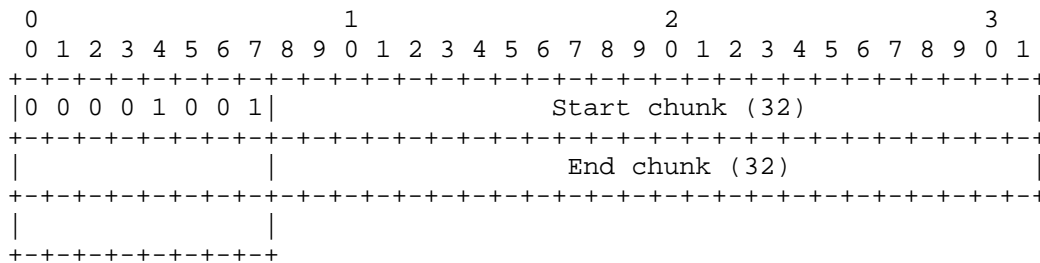 0                   1                   2                   3
 0 1 2 3 4 5 6 7 8 9 0 1 2 3 4 5 6 7 8 9 0 1 2 3 4 5 6 7 8 9 0 1
+-+-+-+-+-+-+-+-+-+-+-+-+-+-+-+-+-+-+-+-+-+-+-+-+-+-+-+-+-+-+-+-+
|0 0 0 0 1 0 0 1|                Start chunk (32)               |
+-+-+-+-+-+-+-+-+-+-+-+-+-+-+-+-+-+-+-+-+-+-+-+-+-+-+-+-+-+-+-+-+
|               |                 End chunk (32)                |
+-+-+-+-+-+-+-+-+-+-+-+-+-+-+-+-+-+-+-+-+-+-+-+-+-+-+-+-+-+-+-+-+
|               |
+-+-+-+-+-+-+-+-+